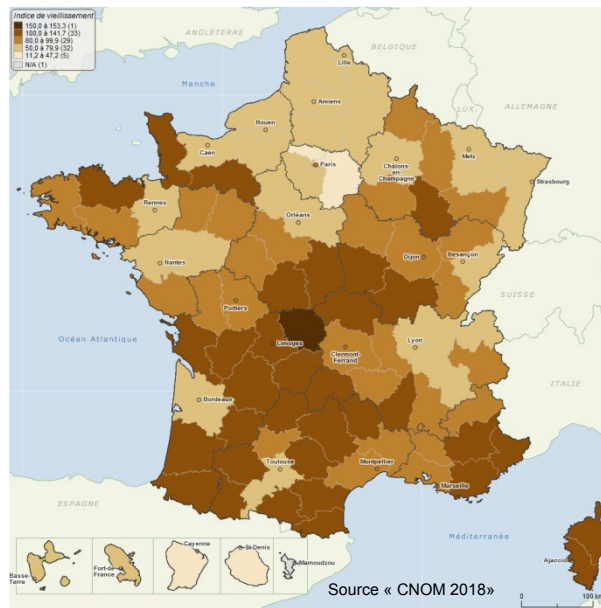 Indice de vieillissement
150,0 à 153,3 (1)
100,0 à 141,7 (33)
80,0 à 99,9 (29)
50,0 à 79,9 (32)
11,2 à 47,2 (5)
N/A (1)
ANGLETERRE
BELGIQUE
Manche
Lille
Amiens
LUX.
ALLEMAGNE
Rouen
Caen
Paris
Châlons-
en-
Champagne
Metz
Strasbourg
Rennes
Orléans
Nantes
Dijon
Besançon
SUISSE
Poitiers
Océan Atlantique
Limoges
Clermont-
Ferrand
Lyon
ITALIE
Bordeaux
Toulouse
Montpellier
Marseille
ESPAGNE
Méditerranée
Basse-
Terre
Fort-de-
France
Cayenne
St-Denis
Mamoudzou
Ajaccio
Source « CNOM 2018»
0 100 km